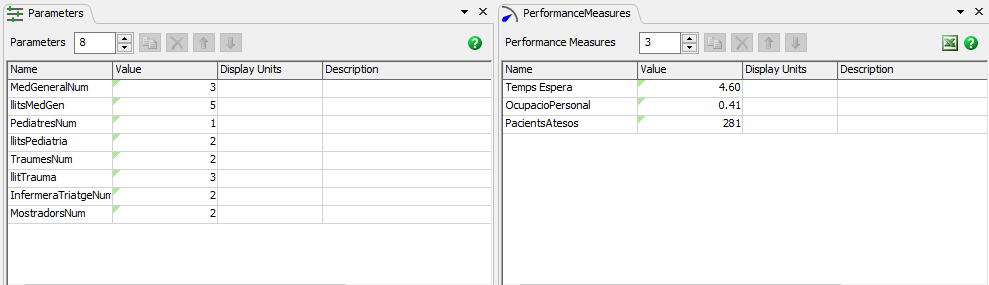 Parameters
Parameters 8
Name Value Display Units Description
MedGeneralNum 3
llitsMedGen 5
PediatresNum 1
llitsPediatria 2
TraumesNum 2
llitTrauma 3
InfermeraTriatgeNum 2
MostradorsNum 2
PerformanceMeasures
Performance Measures 3
Name Value Display Units Description
Temps Espera 4.60
OcupacioPersonal 0.41
PacientsAtesos 281